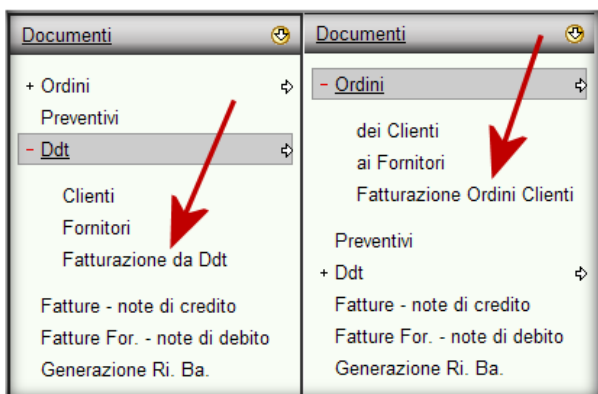 Documenti
+ Ordini
Preventivi
- Ddt
Clienti
Fornitori
Fatturazione da Ddt
Fatture - note di credito
Fatture For. - note di debito
Generazione Ri. Ba.
Documenti
- Ordini
dei Clienti
ai Fornitori
Fatturazione Ordini Clienti
Preventivi
+ Ddt
Fatture - note di credito
Fatture For. - note di debito
Generazione Ri. Ba.